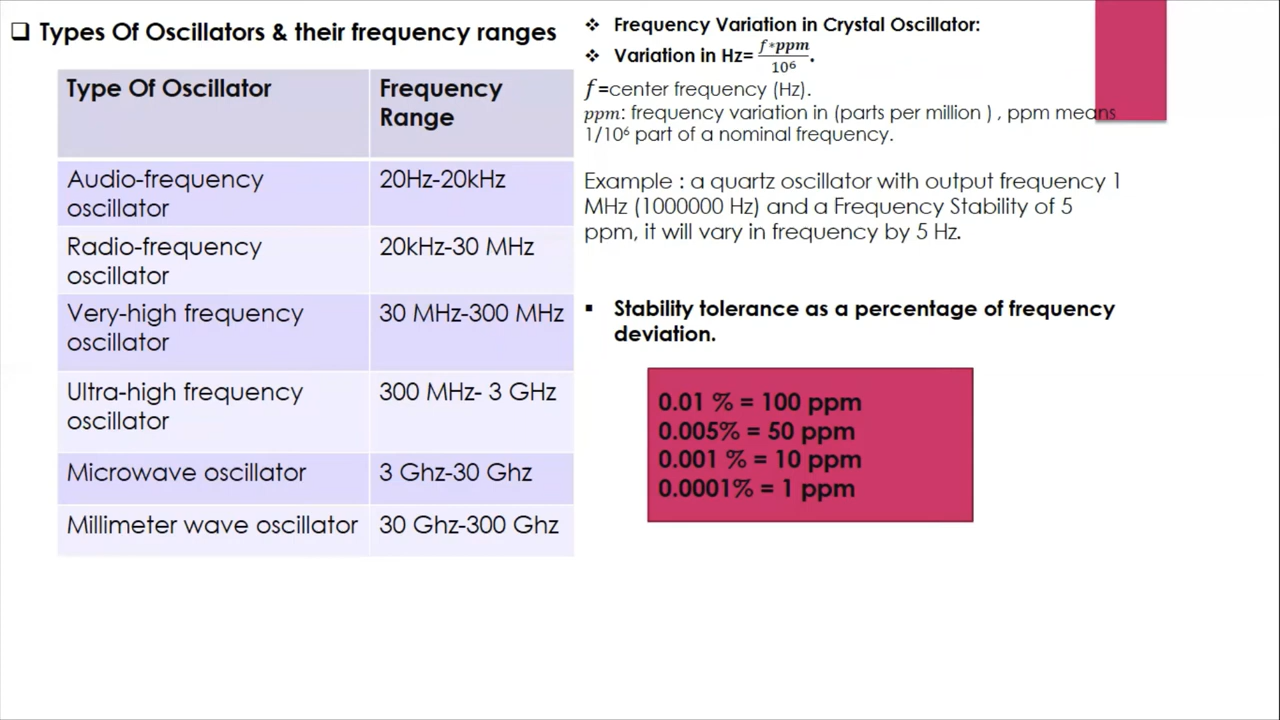 ❑ Types Of Oscillators & their frequency ranges
Type Of Oscillator
Frequency
Range
Audio-frequency
oscillator
20Hz-20kHz
Radio-frequency
oscillator
20kHz-30 MHz
Very-high frequency
oscillator
30 MHz-300 MHz
Ultra-high frequency
oscillator
300 MHz- 3 GHz
Microwave oscillator
3 Ghz-30 Ghz
Millimeter wave oscillator
30 Ghz-300 Ghz
❖ Frequency Variation in Crystal Oscillator:
❖ Variation in Hz= f*ppm/10⁶.
f=center frequency (Hz).
ppm: frequency variation in (parts per million ) , ppm means
1/10⁶ part of a nominal frequency.
Example : a quartz oscillator with output frequency 1
MHz (1000000 Hz) and a Frequency Stability of 5
ppm, it will vary in frequency by 5 Hz.
▪ Stability tolerance as a percentage of frequency
deviation.
0.01 % = 100 ppm
0.005% = 50 ppm
0.001 % = 10 ppm
0.0001% = 1 ppm